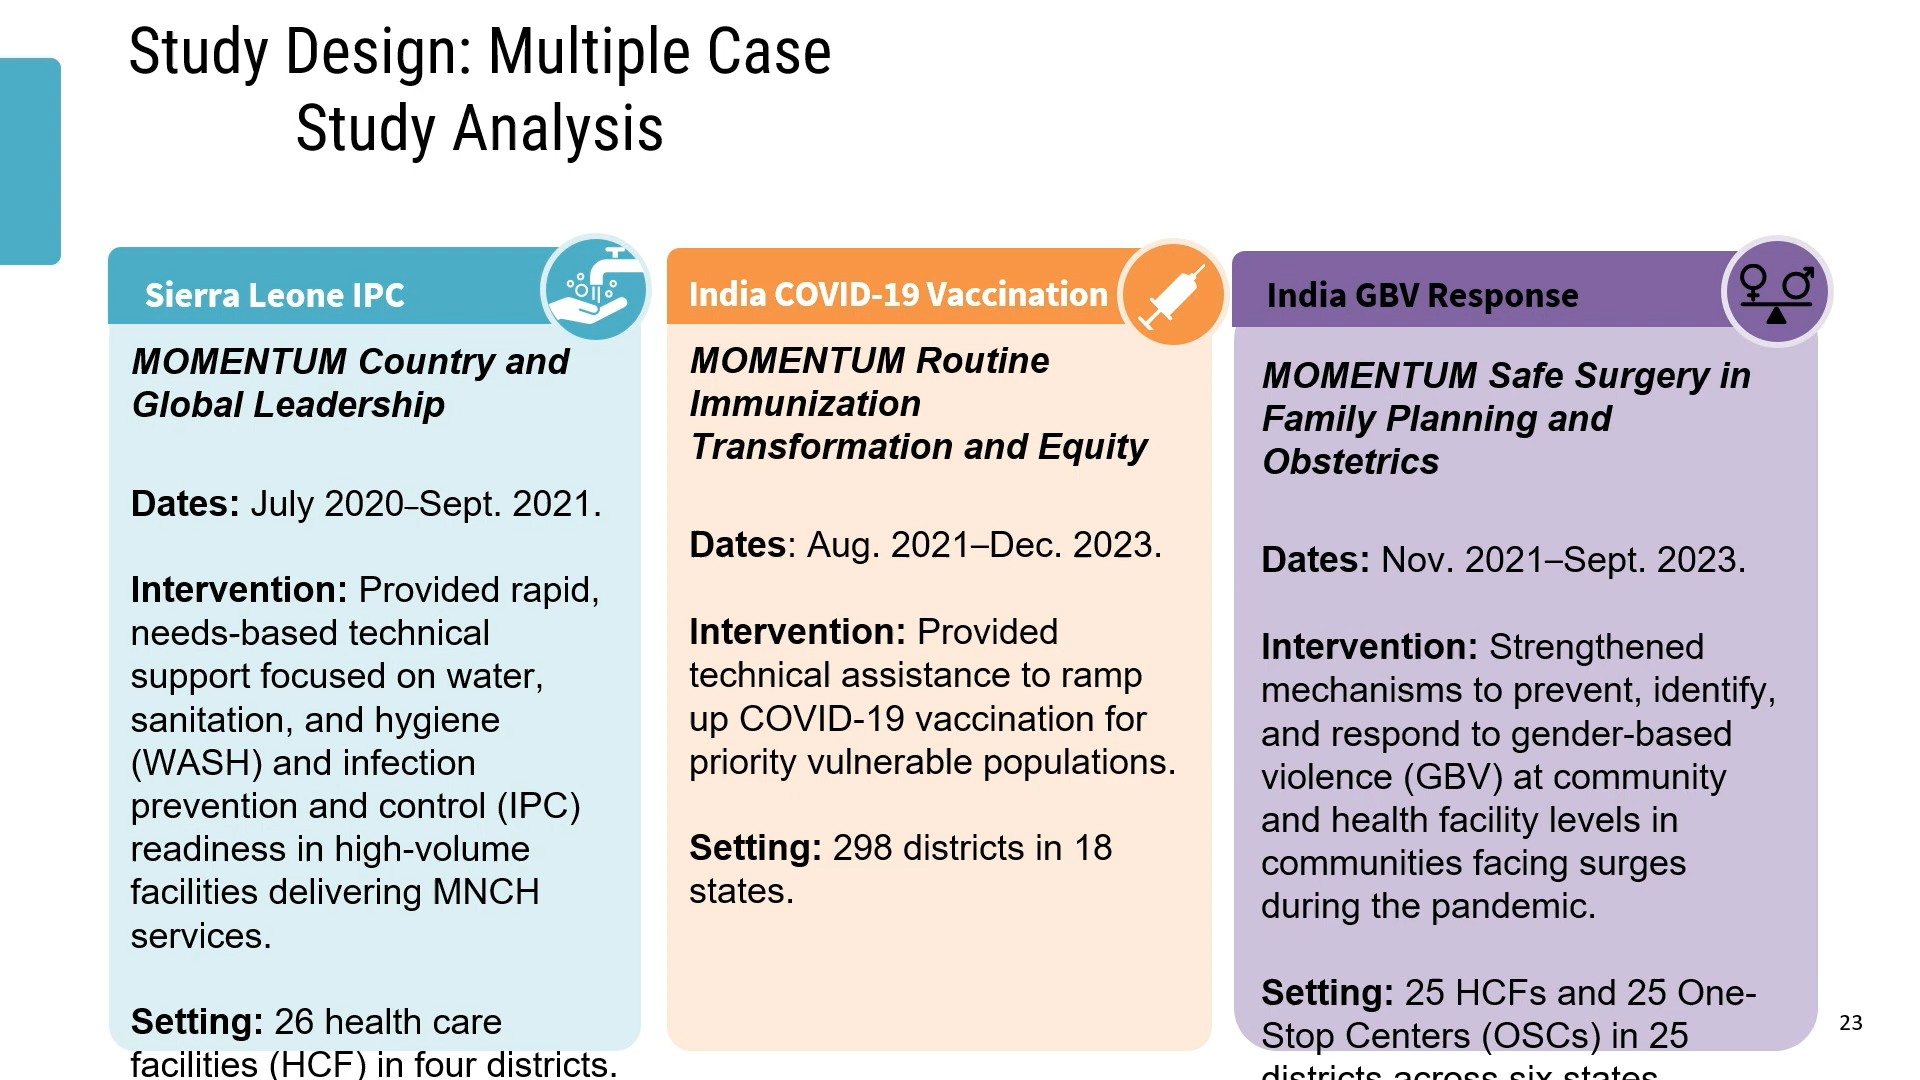 Study Design: Multiple Case
Study Analysis
Sierra Leone IPC
MOMENTUM Country and
Global Leadership
Dates: July 2020–Sept. 2021.
Intervention: Provided rapid,
needs-based technical
support focused on water,
sanitation, and hygiene
(WASH) and infection
prevention and control (IPC)
readiness in high-volume
facilities delivering MNCH
services.
Setting: 26 health care
facilities (HCF) in four districts.
India COVID-19 Vaccination
MOMENTUM Routine
Immunization
Transformation and Equity
Dates: Aug. 2021–Dec. 2023.
Intervention: Provided
technical assistance to ramp
up COVID-19 vaccination for
priority vulnerable populations.
Setting: 298 districts in 18
states.
India GBV Response
MOMENTUM Safe Surgery in
Family Planning and
Obstetrics
Dates: Nov. 2021–Sept. 2023.
Intervention: Strengthened
mechanisms to prevent, identify,
and respond to gender-based
violence (GBV) at community
and health facility levels in
communities facing surges
during the pandemic.
Setting: 25 HCFs and 25 One-
Stop Centers (OSCs) in 25
districts across six states.
23